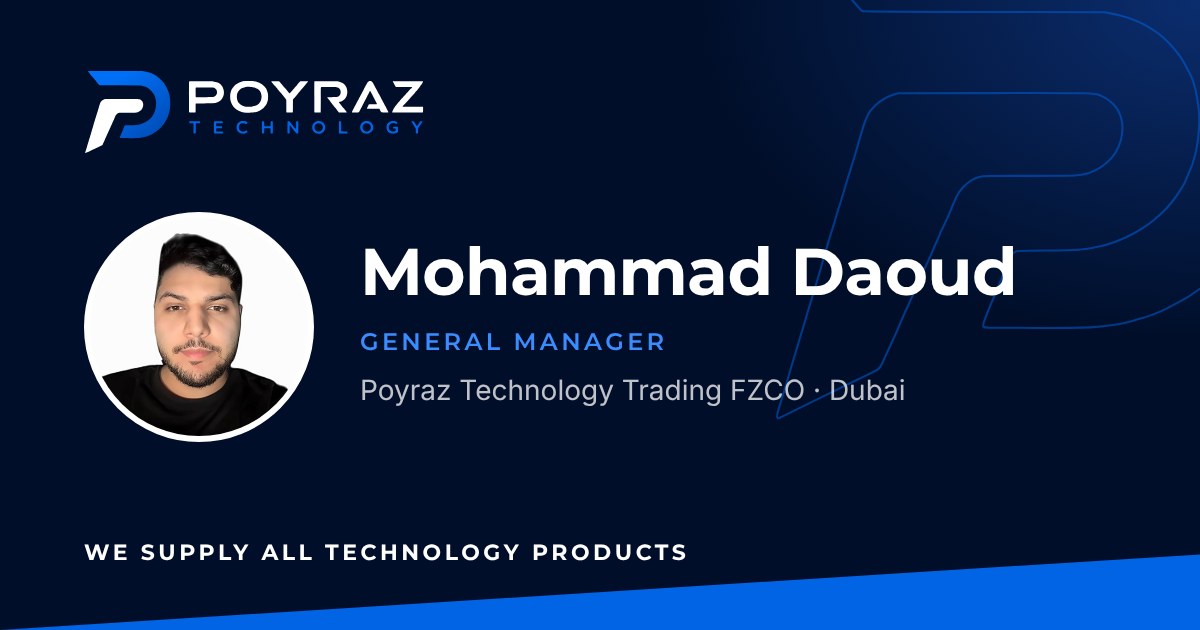 POYRAZ
TECHNOLOGY
Mohammad Daoud
GENERAL MANAGER
Poyraz Technology Trading FZCO · Dubai
WE SUPPLY ALL TECHNOLOGY PRODUCTS